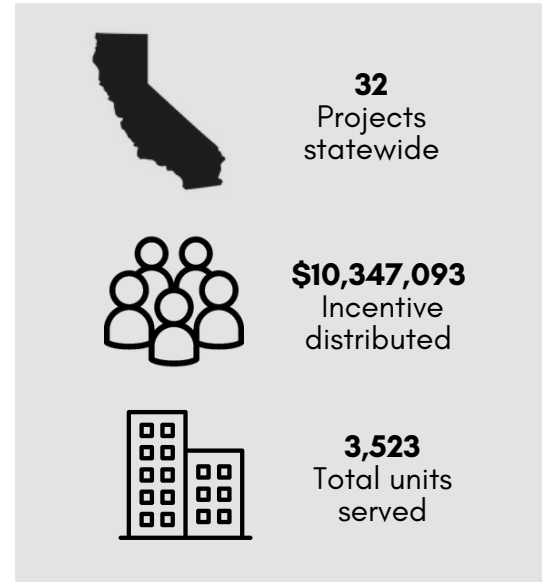 32
Projects
statewide
$10,347,093
Incentive
distributed
3,523
Total units
served